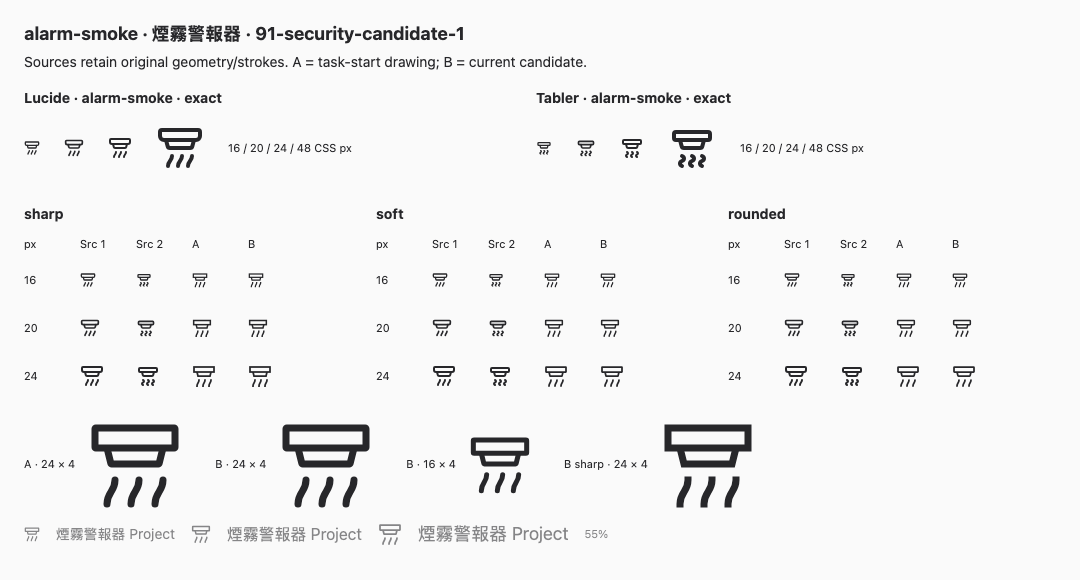 alarm-smoke · 煙霧警報器 · 91-security-candidate-1
Sources retain original geometry/strokes. A = task-start drawing; B = current candidate.
Lucide · alarm-smoke · exact
Tabler · alarm-smoke · exact
16 / 20 / 24 / 48 CSS px
16 / 20 / 24 / 48 CSS px
sharp
soft
rounded
px Src 1 Src 2 A B
px Src 1 Src 2 A B
px Src 1 Src 2 A B
16
16
16
20
20
20
24
24
24
A · 24 × 4
B · 24 × 4
B · 16 × 4
B sharp · 24 × 4
煙霧警報器 Project
煙霧警報器 Project
煙霧警報器 Project
55%